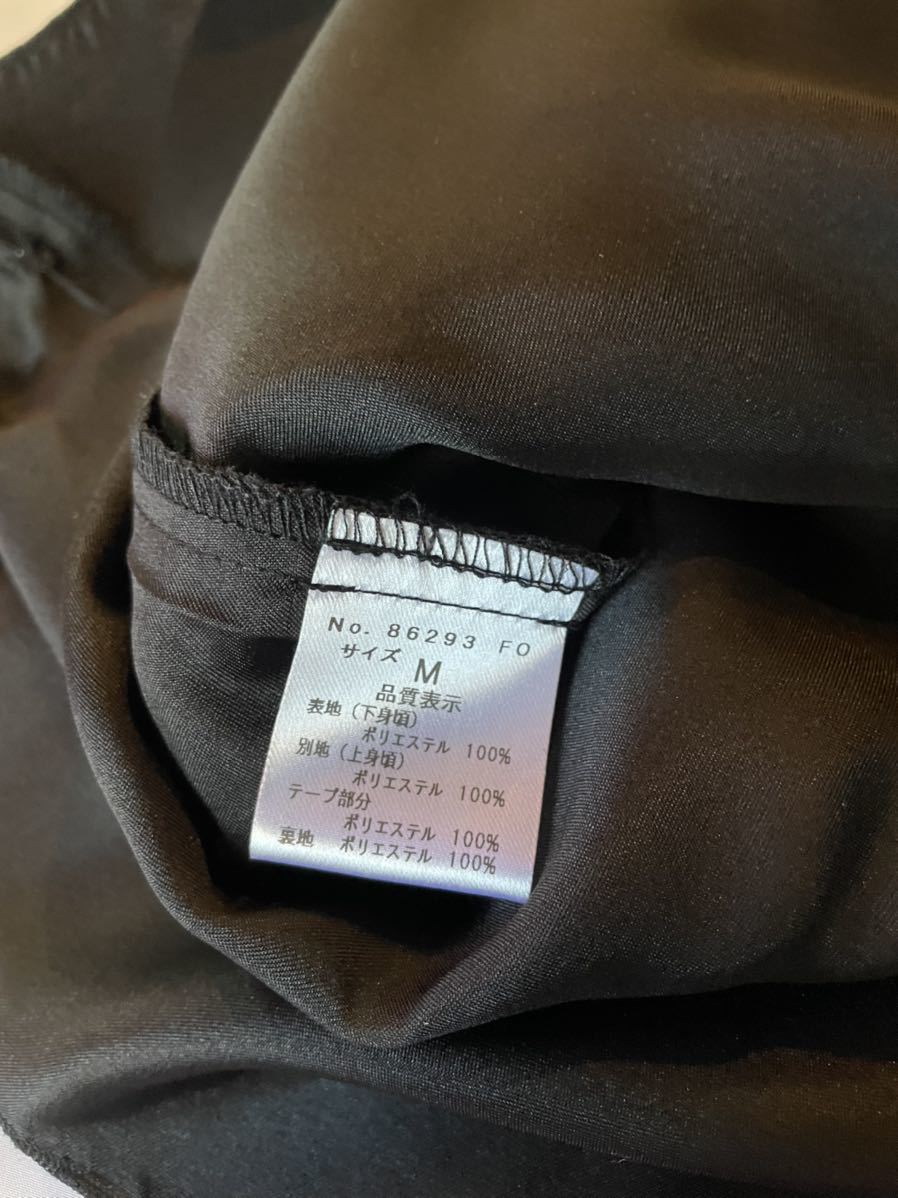 No. 86293 FO
サイズ M
品質表示
表地 (下身頃)
ポリエステル 100%
別地 (上身頃)
ポリエステル 100%
テープ部分
ポリエステル 100%
裏地 ポリエステル 100%